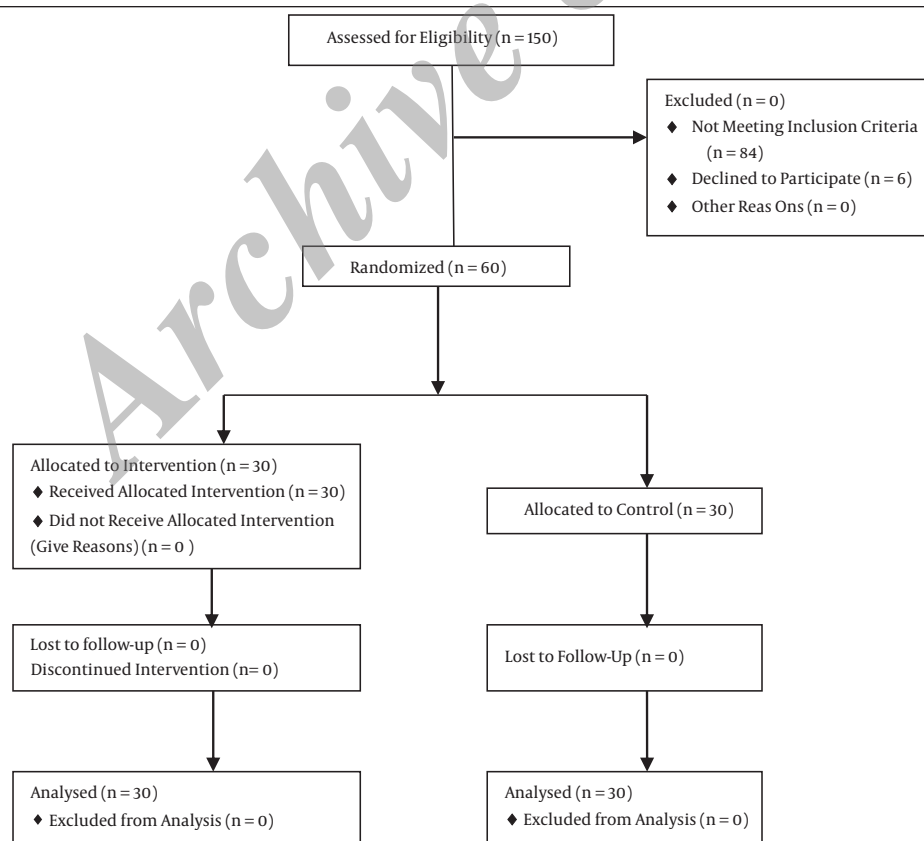 Assessed for Eligibility (n = 150)
Excluded (n = 0)
♦ Not Meeting Inclusion Criteria
(n = 84)
♦ Declined to Participate (n = 6)
♦ Other Reas Ons (n = 0)
Randomized (n = 60)
Allocated to Intervention (n = 30)
♦ Received Allocated Intervention (n = 30)
♦ Did not Receive Allocated Intervention
(Give Reasons) (n = 0 )
Allocated to Control (n = 30)
Lost to follow-up (n = 0)
Discontinued Intervention (n= 0)
Lost to Follow-Up (n = 0)
Analysed (n = 30)
♦ Excluded from Analysis (n = 0)
Analysed (n = 30)
♦ Excluded from Analysis (n = 0)
Archive